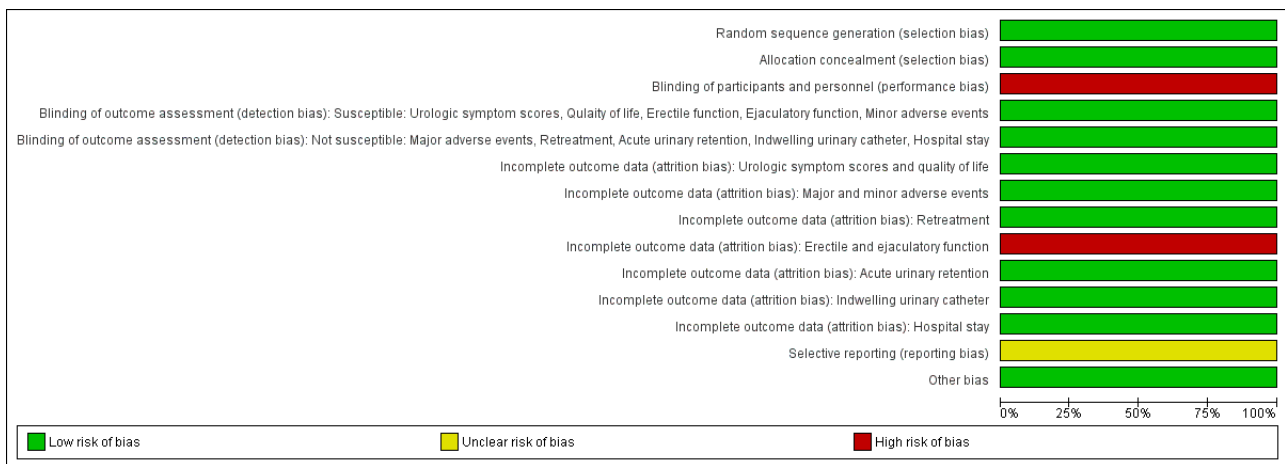 Random sequence generation (selection bias)
Allocation concealment (selection bias)
Blinding of participants and personnel (performance bias)
Blinding of outcome assessment (detection bias): Susceptible: Urologic symptom scores, Qulaity of life, Erectile function, Ejaculatory function, Minor adverse events
Blinding of outcome assessment (detection bias): Not susceptible: Major adverse events, Retreatment, Acute urinary retention, Indwelling urinary catheter, Hospital stay
Incomplete outcome data (attrition bias): Urologic symptom scores and quality of life
Incomplete outcome data (attrition bias): Major and minor adverse events
Incomplete outcome data (attrition bias): Retreatment
Incomplete outcome data (attrition bias): Erectile and ejaculatory function
Incomplete outcome data (attrition bias): Acute urinary retention
Incomplete outcome data (attrition bias): Indwelling urinary catheter
Incomplete outcome data (attrition bias): Hospital stay
Selective reporting (reporting bias)
Other bias
0% 25% 50% 75% 100%
Low risk of bias Unclear risk of bias High risk of bias